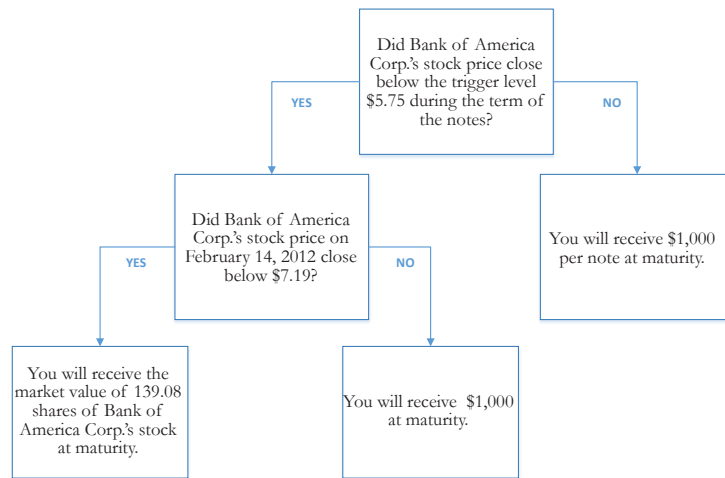 Did Bank of America
Corp.'s stock price close
below the trigger level
$5.75 during the term of
the notes?
YES
NO
Did Bank of America
Corp.'s stock price on
February 14, 2012 close
below $7.19?
You will receive $1,000
per note at maturity.
YES
NO
You will receive the
market value of 139.08
shares of Bank of
America Corp.'s stock
at maturity.
You will receive $1,000
at maturity.